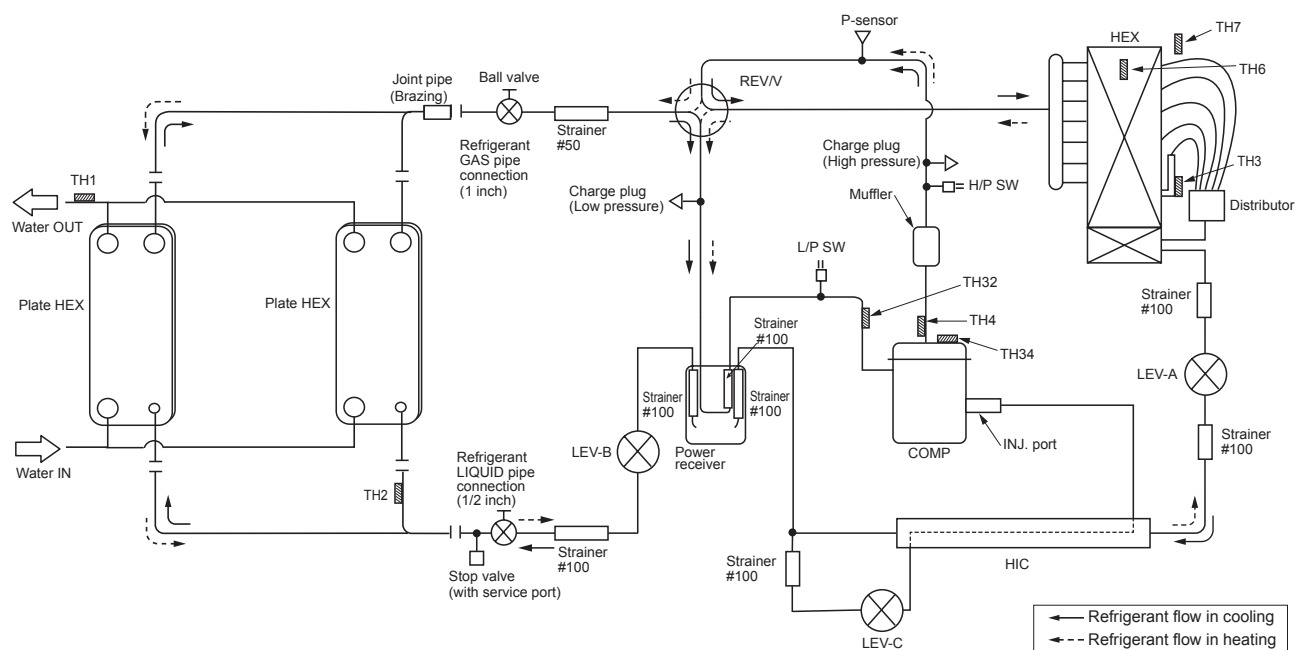 P-sensor
TH7
HEX
Ball valve
REV/V
TH6
Joint pipe
(Brazing)
Strainer
#50
Charge plug
(High pressure)
TH3
Refrigerant
GAS pipe
connection
(1 inch)
TH1
Charge plug
(Low pressure)
H/P SW
Muffler
Distributor
Water OUT
L/P SW
TH32
Plate HEX
Plate HEX
Strainer
#100
Strainer
#100
TH4
TH34
LEV-A
Strainer
#100
Strainer
#100
INJ. port
Strainer
#100
LEV-B
Power
receiver
COMP
Water IN
Refrigerant
LIQUID pipe
connection
(1/2 inch)
TH2
Strainer
#100
Strainer
#100
HIC
Stop valve
(with service port)
LEV-C
Refrigerant flow in cooling
Refrigerant flow in heating